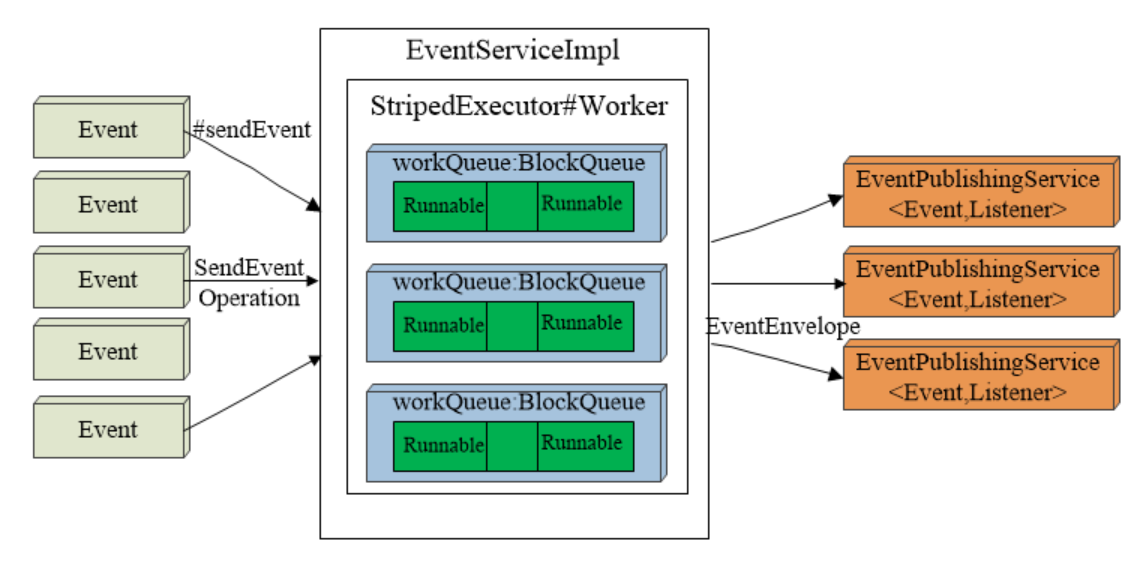 EventServiceImpl
StripedExecutor#Worker
Event
#sendEvent
Event
Event
SendEvent
Operation
Event
Event
workQueue:BlockQueue
Runnable
Runnable
workQueue:BlockQueue
Runnable
Runnable
workQueue:BlockQueue
Runnable
Runnable
EventPublishingService
<Event,Listener>
EventPublishingService
<Event,Listener>
EventEnvelope
EventPublishingService
<Event,Listener>